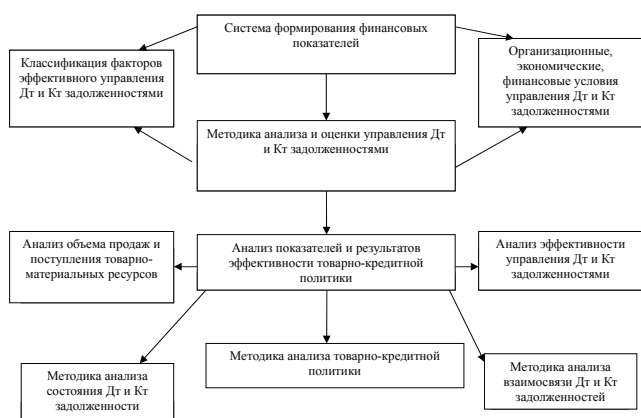 Система формирования финансовых
показателей
Классификация факторов
эффективного управления
Дт и Кт задолженностями
Организационные,
экономические,
финансовые условия
управления Дт и Кт
задолженностями
Методика анализа и оценки управления Дт
и Кт задолженностями
Анализ объема продаж и
поступления товарно-
материальных ресурсов
Анализ показателей и результатов
эффективности товарно-кредитной
политики
Анализ эффективности
управления Дт и Кт
задолженностями
Методика анализа
состояния Дт и Кт
задолженности
Методика анализа товарно-кредитной
политики
Методика анализа
взаимосвязи Дт и Кт
задолженностей